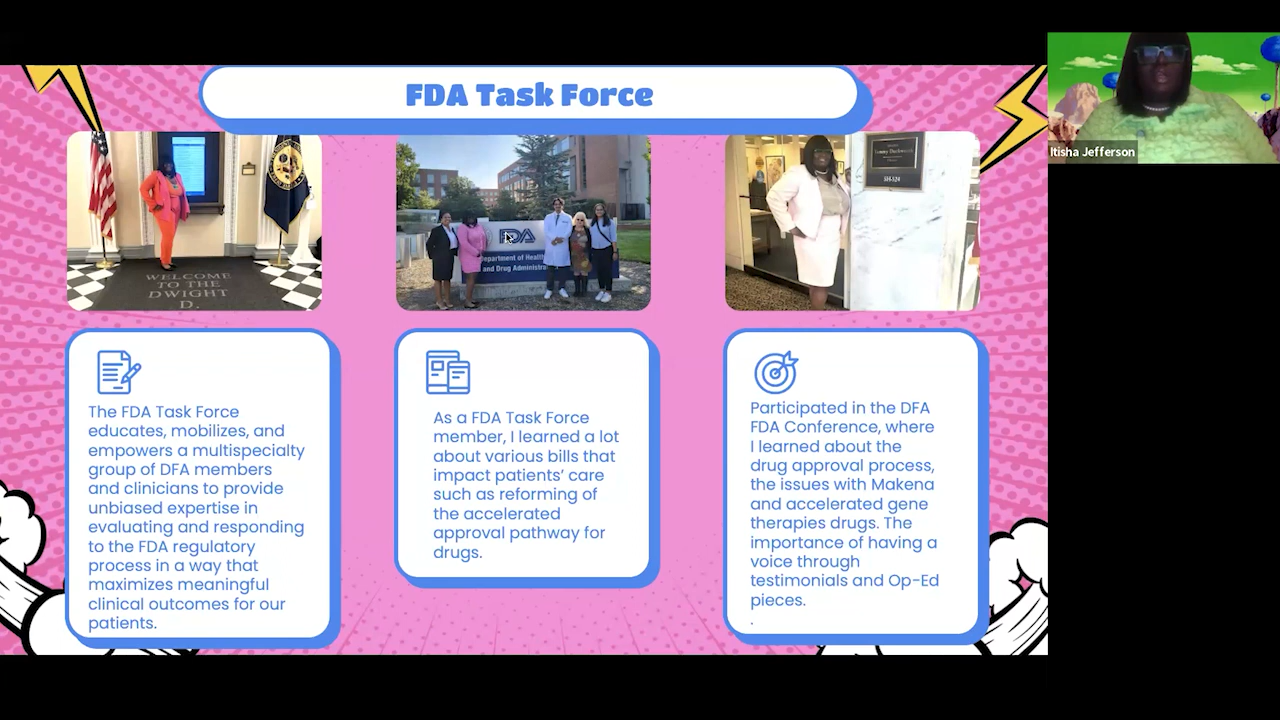 FDA Task Force
Itisha Jefferson
WELCOME
TO THE
DWIGHT
D.
FDA
Department of Health
and Drug Administra
Tammy Duckworth
The FDA Task Force
educates, mobilizes, and
empowers a multispecialty
group of DFA members
and clinicians to provide
unbiased expertise in
evaluating and responding
to the FDA regulatory
process in a way that
maximizes meaningful
clinical outcomes for our
patients.
As a FDA Task Force
member, I learned a lot
about various bills that
impact patients’ care
such as reforming of
the accelerated
approval pathway for
drugs.
Participated in the DFA
FDA Conference, where
I learned about the
drug approval process,
the issues with Makena
and accelerated gene
therapies drugs. The
importance of having a
voice through
testimonials and Op-Ed
pieces.
.